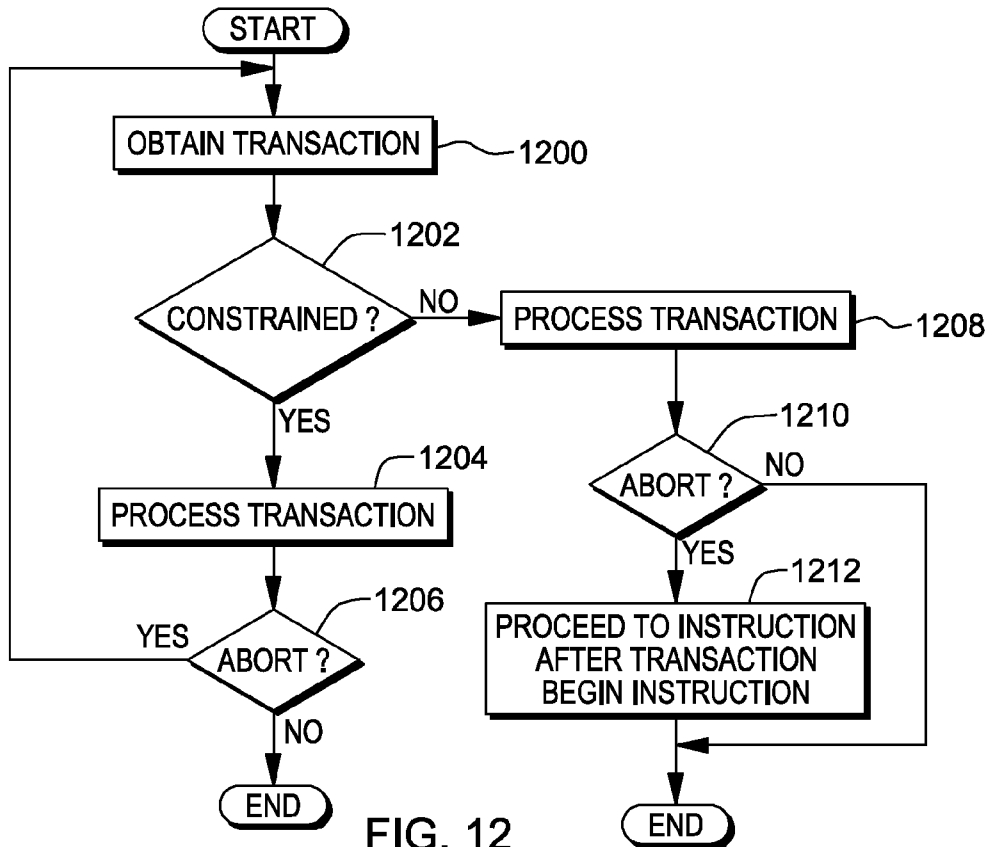 START
OBTAIN TRANSACTION
1200
1202
CONSTRAINED ?
NO
PROCESS TRANSACTION
1208
YES
1210
ABORT ?
NO
YES
1204
PROCESS TRANSACTION
1212
PROCEED TO INSTRUCTION
AFTER TRANSACTION
BEGIN INSTRUCTION
1206
YES
ABORT ?
NO
END
FIG. 12
END